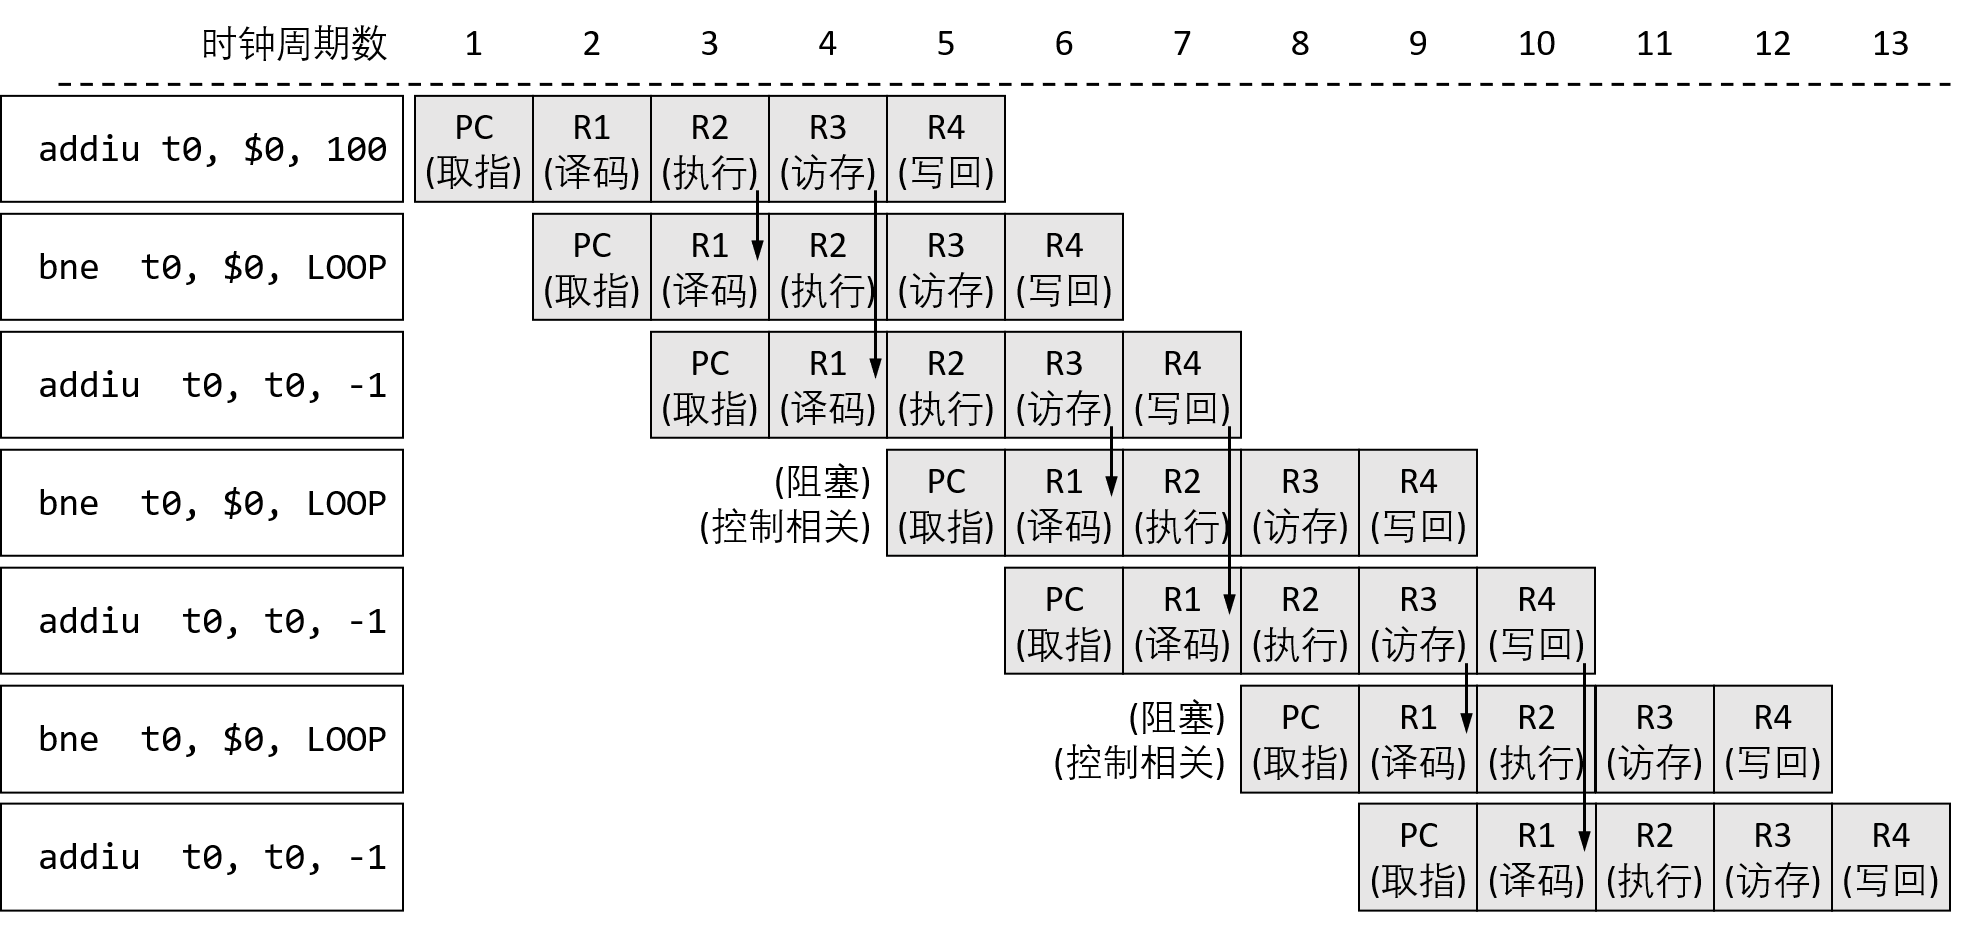 时钟周期数 1 2 3 4 5 6 7 8 9 10 11 12 13
addiu t0, $0, 100 PC R1 R2 R3 R4
(取指) (译码) (执行) (访存) (写回)
bne t0, $0, LOOP PC R1 R2 R3 R4
(取指) (译码) (执行) (访存) (写回)
addiu t0, t0, -1 PC R1 R2 R3 R4
(取指) (译码) (执行) (访存) (写回)
bne t0, $0, LOOP (阻塞) PC R1 R2 R3 R4
(控制相关) (取指) (译码) (执行) (访存) (写回)
addiu t0, t0, -1 PC R1 R2 R3 R4
(取指) (译码) (执行) (访存) (写回)
bne t0, $0, LOOP (阻塞) PC R1 R2 R3 R4
(控制相关) (取指) (译码) (执行) (访存) (写回)
addiu t0, t0, -1 PC R1 R2 R3 R4
(取指) (译码) (执行) (访存) (写回)